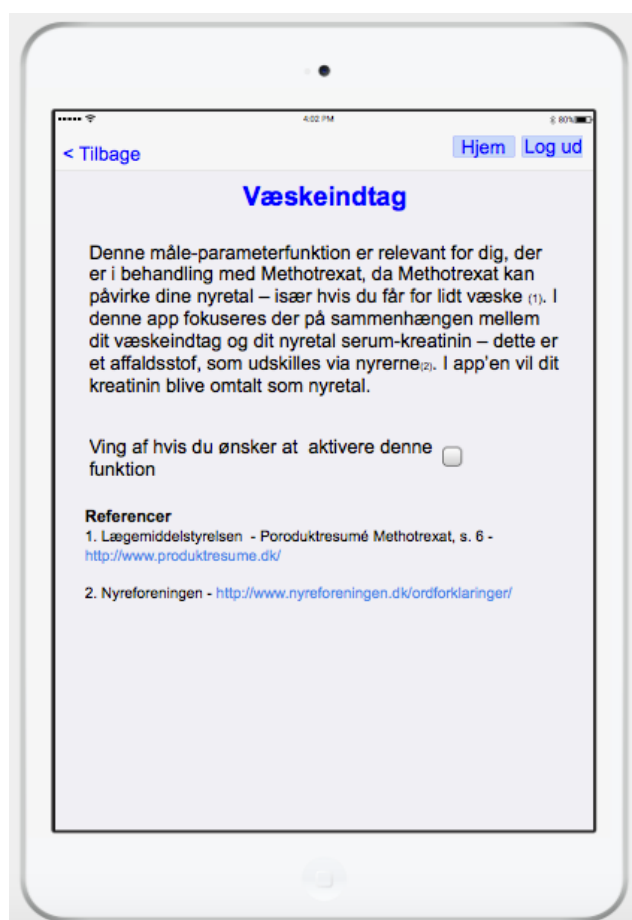 4:02 PM
80%
< Tilbage
Hjem
Log ud
Væskeindtag
Denne måle-parameterfunktion er relevant for dig, der
er i behandling med Methotrexat, da Methotrexat kan
påvirke dine nyretal – især hvis du får for lidt væske (1). I
denne app fokuseres der på sammenhængen mellem
dit væskeindtag og dit nyretal serum-kreatinin – dette er
et affaldsstof, som udskilles via nyrerne(2). I app'en vil dit
kreatinin blive omtalt som nyretal.
Ving af hvis du ønsker at  aktivere denne
funktion
Referencer
1. Lægemiddelstyrelsen  - Poroduktresumé Methotrexat, s. 6 -
http://www.produktresume.dk/
2. Nyreforeningen - http://www.nyreforeningen.dk/ordforklaringer/